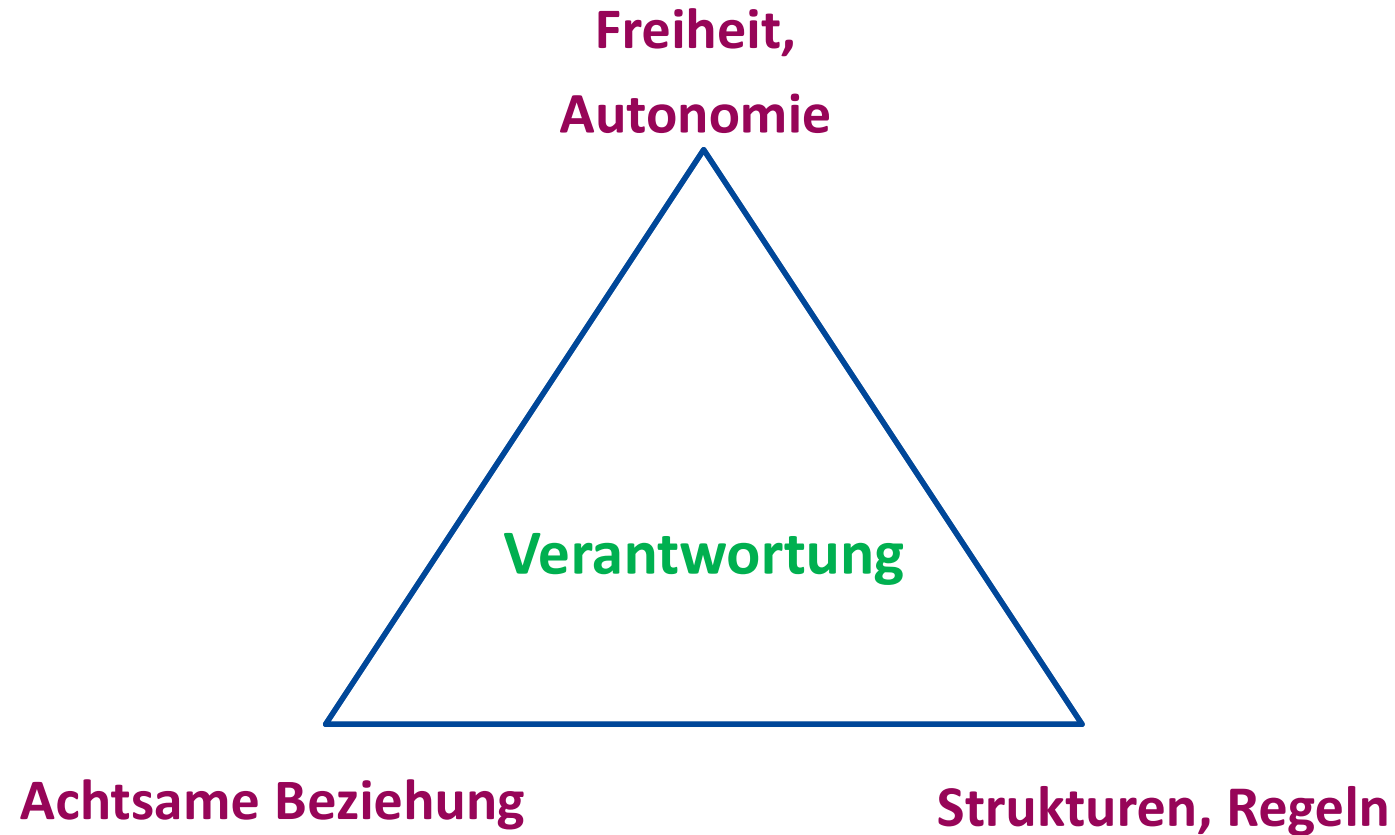 Freiheit,
Autonomie
Verantwortung
Achtsame Beziehung
Strukturen, Regeln